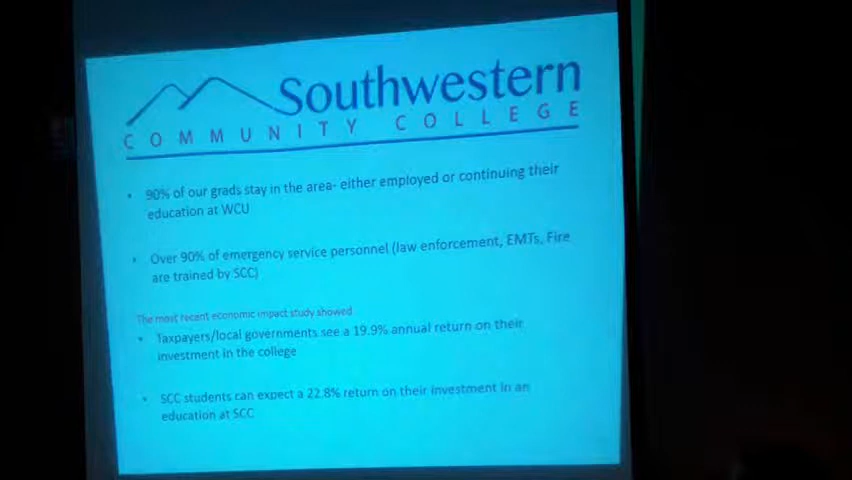 Southwestern
COMMUNITY COLLEGE
• 90% of our grads stay in the area- either employed or continuing their
education at WCU
• Over 90% of emergency service personnel (law enforcement, EMTs, Fire
are trained by SCC)
The most recent economic impact study showed
• Taxpayers/local governments see a 19.9% annual return on their
investment in the college
• SCC students can expect a 22.8% return on their investment in an
education at SCC